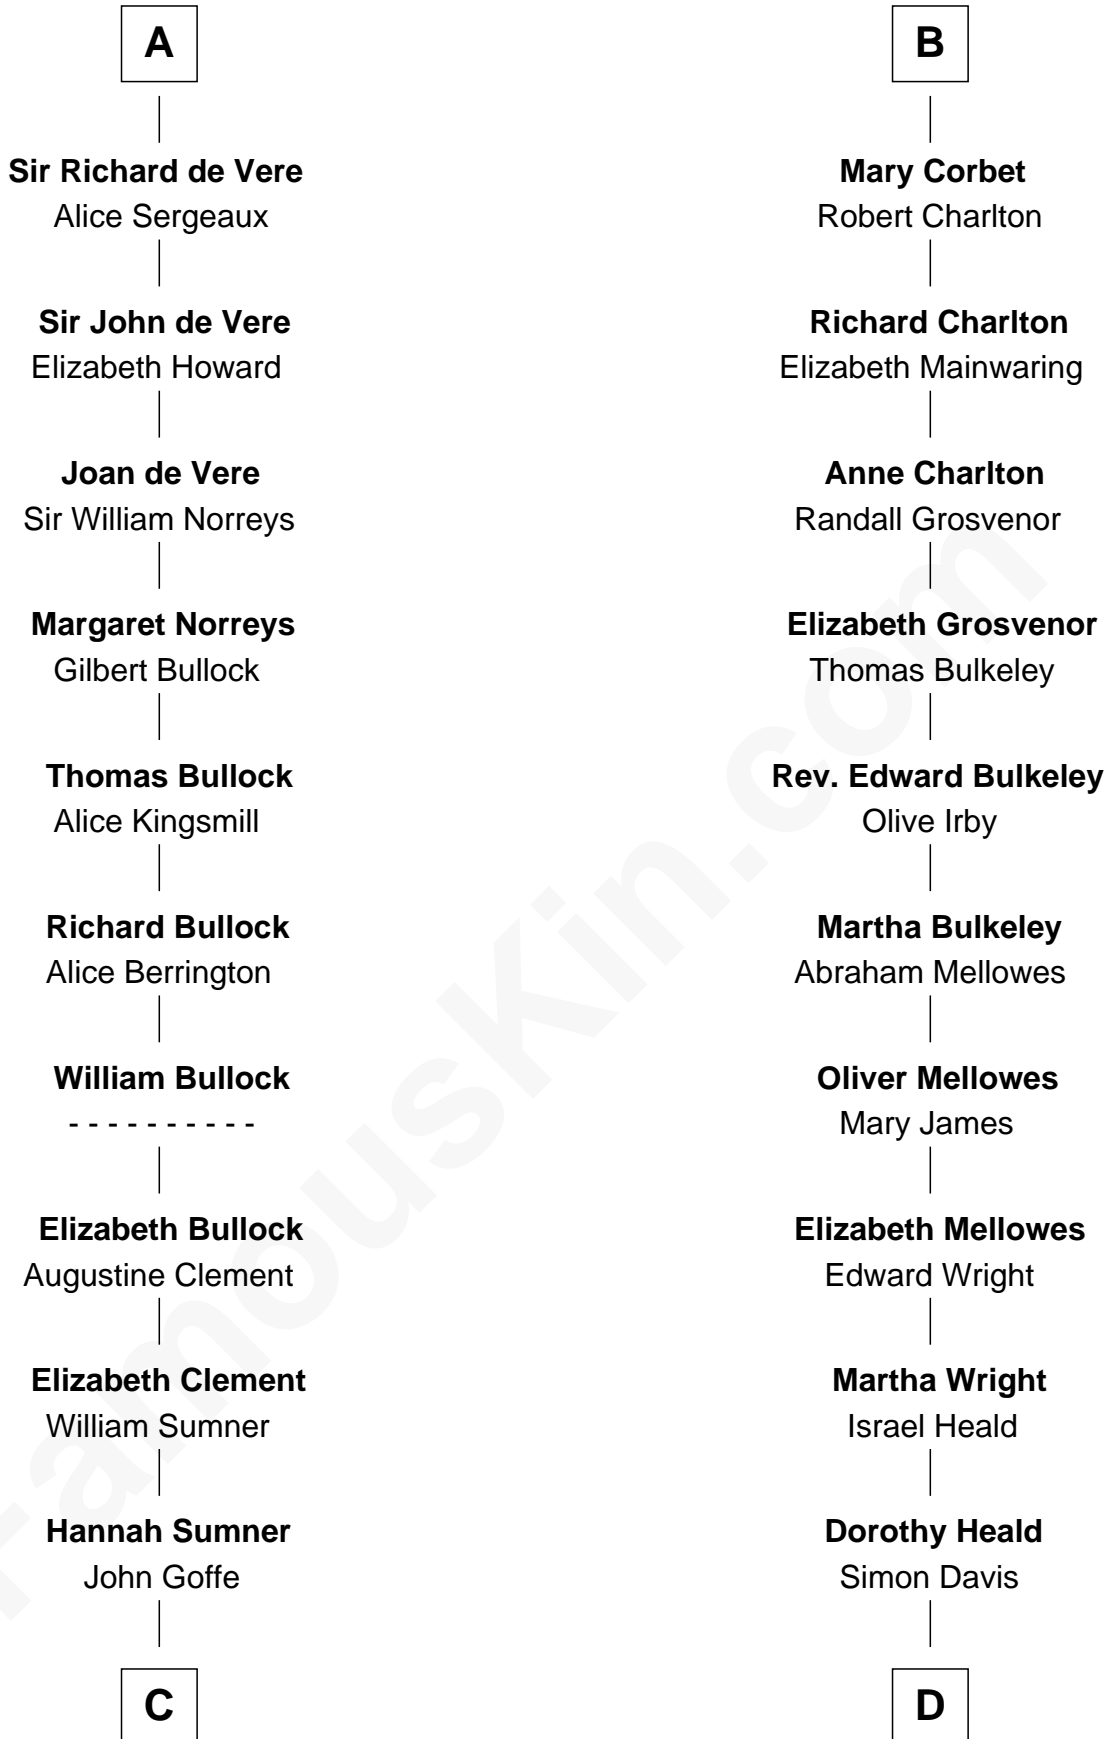 A
Sir Richard de Vere
Alice Sergeaux
Sir John de Vere
Elizabeth Howard
Joan de Vere
Sir William Norreys
Margaret Norreys
Gilbert Bullock
Thomas Bullock
Alice Kingsmill
Richard Bullock
Alice Berrington
William Bullock
- - - - - - - - - -
Elizabeth Bullock
Augustine Clement
Elizabeth Clement
William Sumner
Hannah Sumner
John Goffe
C
B
Mary Corbet
Robert Charlton
Richard Charlton
Elizabeth Mainwaring
Anne Charlton
Randall Grosvenor
Elizabeth Grosvenor
Thomas Bulkeley
Rev. Edward Bulkeley
Olive Irby
Martha Bulkeley
Abraham Mellowes
Oliver Mellowes
Mary James
Elizabeth Mellowes
Edward Wright
Martha Wright
Israel Heald
Dorothy Heald
Simon Davis
D
FamousKin.com